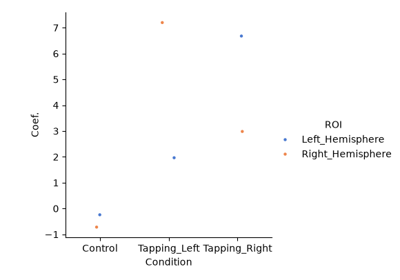 7
6
5
4
3
2
1
0
−1
Coef.
Control Tapping_Left Tapping_Right
Condition
ROI
Left_Hemisphere
Right_Hemisphere